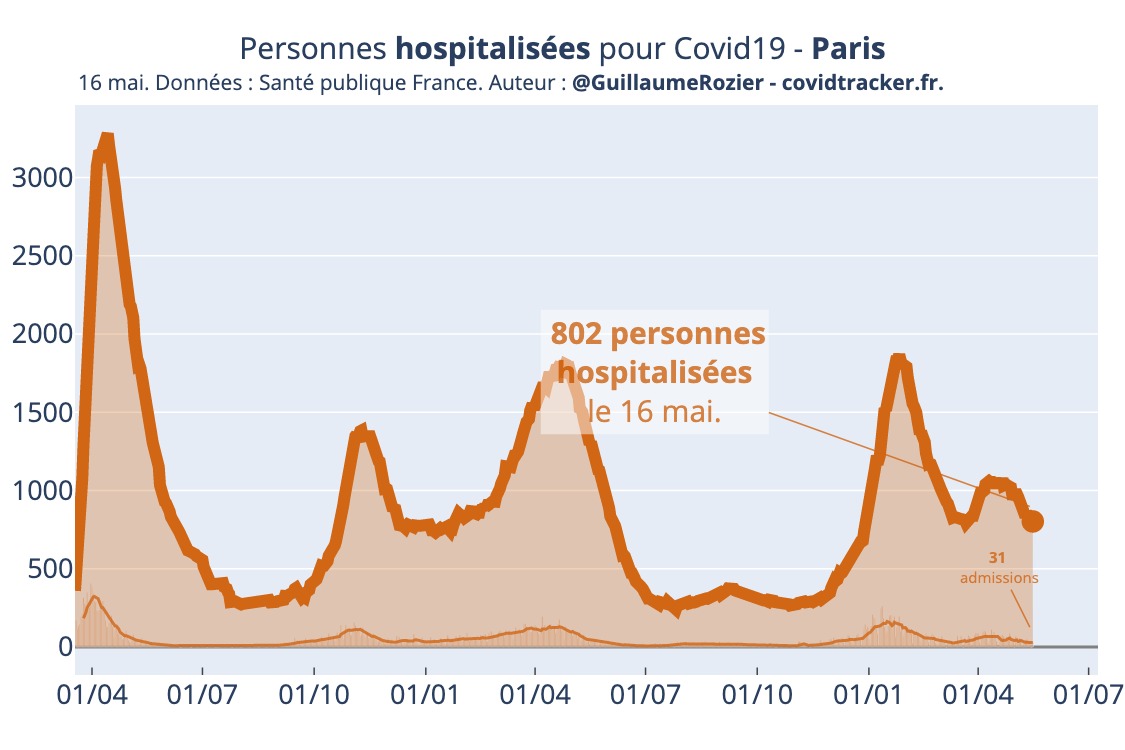 Personnes hospitalisées pour Covid19 - Paris
16 mai. Données : Santé publique France. Auteur : @GuillaumeRozier - covidtracker.fr.
3000
2500
2000
1500
1000
500
0
802 personnes
hospitalisées
le 16 mai.
31
admissions
01/04 01/07 01/10 01/01 01/04 01/07 01/10 01/01 01/04 01/07